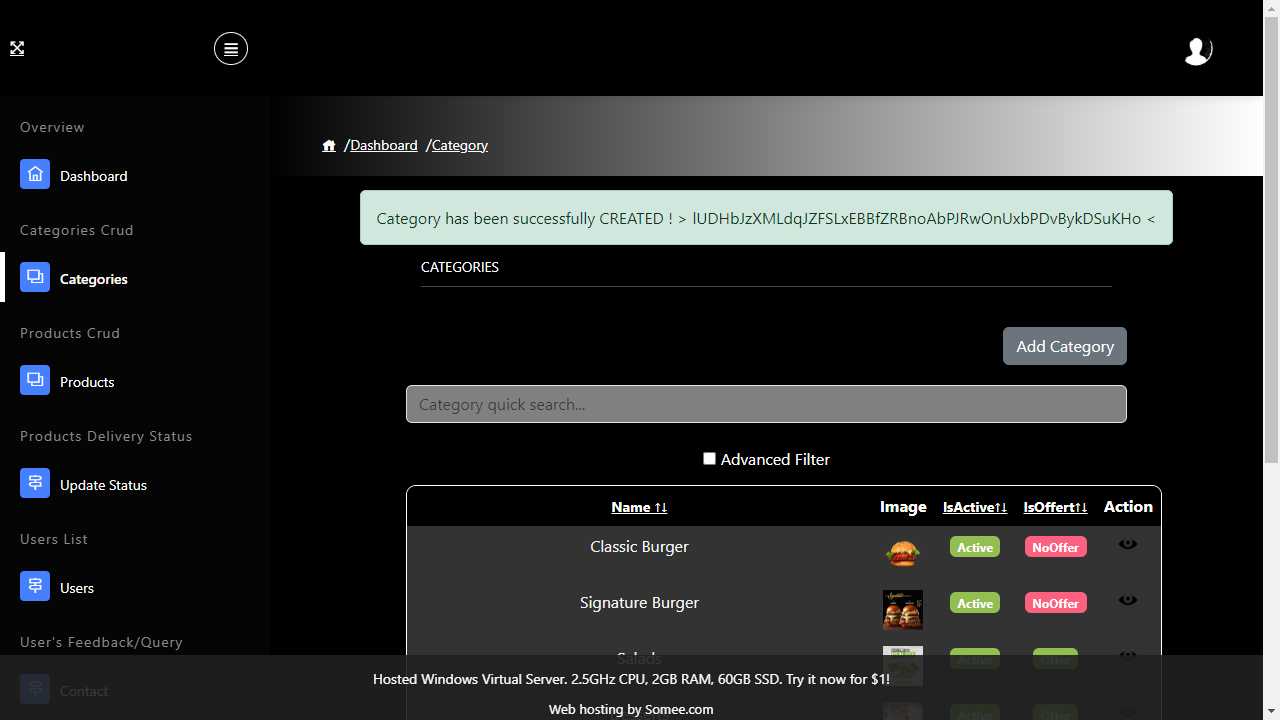 Overview
Dashboard
Categories Crud
Categories
Products Crud
Products
Products Delivery Status
Update Status
Users List
Users
User's Feedback/Query
Contact
/Dashboard /Category
Category has been successfully CREATED ! > lUDHbJzXMLdqJZFSLxEBBfZRBnoAbPJRwOnUxbPDvBykDSuKHo <
CATEGORIES
Add Category
Category quick search...
Advanced Filter
Name ↑↓ Image IsActive↑↓ IsOffert↑↓ Action
Classic Burger Active NoOffer
Signature Burger Active NoOffer
Salads Active Offer
Active Offer
Hosted Windows Virtual Server. 2.5GHz CPU, 2GB RAM, 60GB SSD. Try it now for $1!
Web hosting by Somee.com